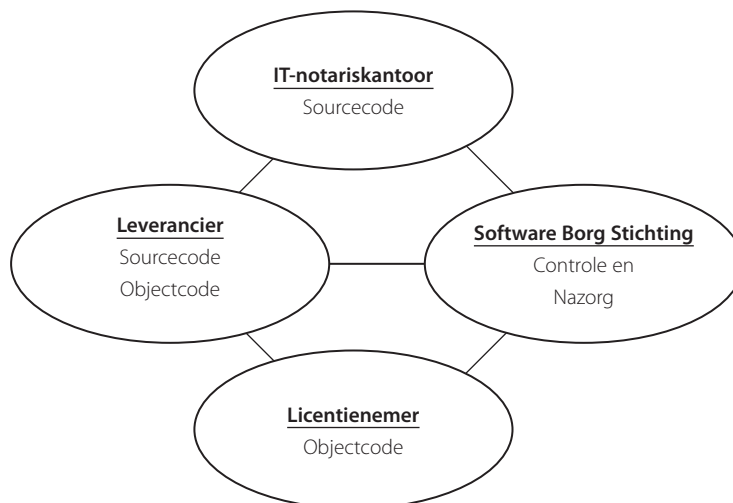 IT-notariskantoor
Sourcecode
Leverancier
Sourcecode
Objectcode
Software Borg Stichting
Controle en
Nazorg
Licentienemer
Objectcode